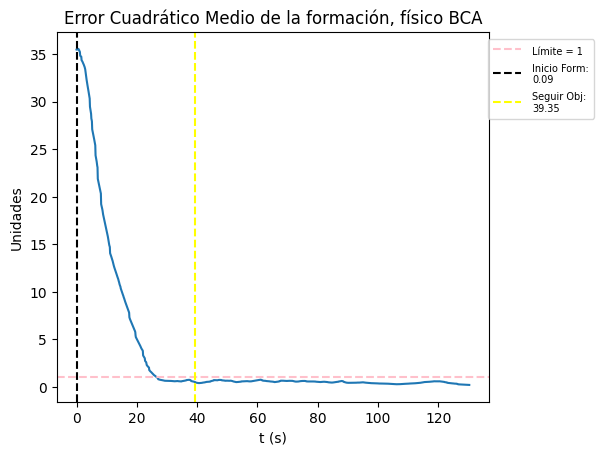 Error Cuadrático Medio de la formación, físico BCA
Unidades
35
30
25
20
15
10
5
0
0 20 40 60 80 100 120
t (s)
Límite = 1
Inicio Form:
0.09
Seguir Obj:
39.35